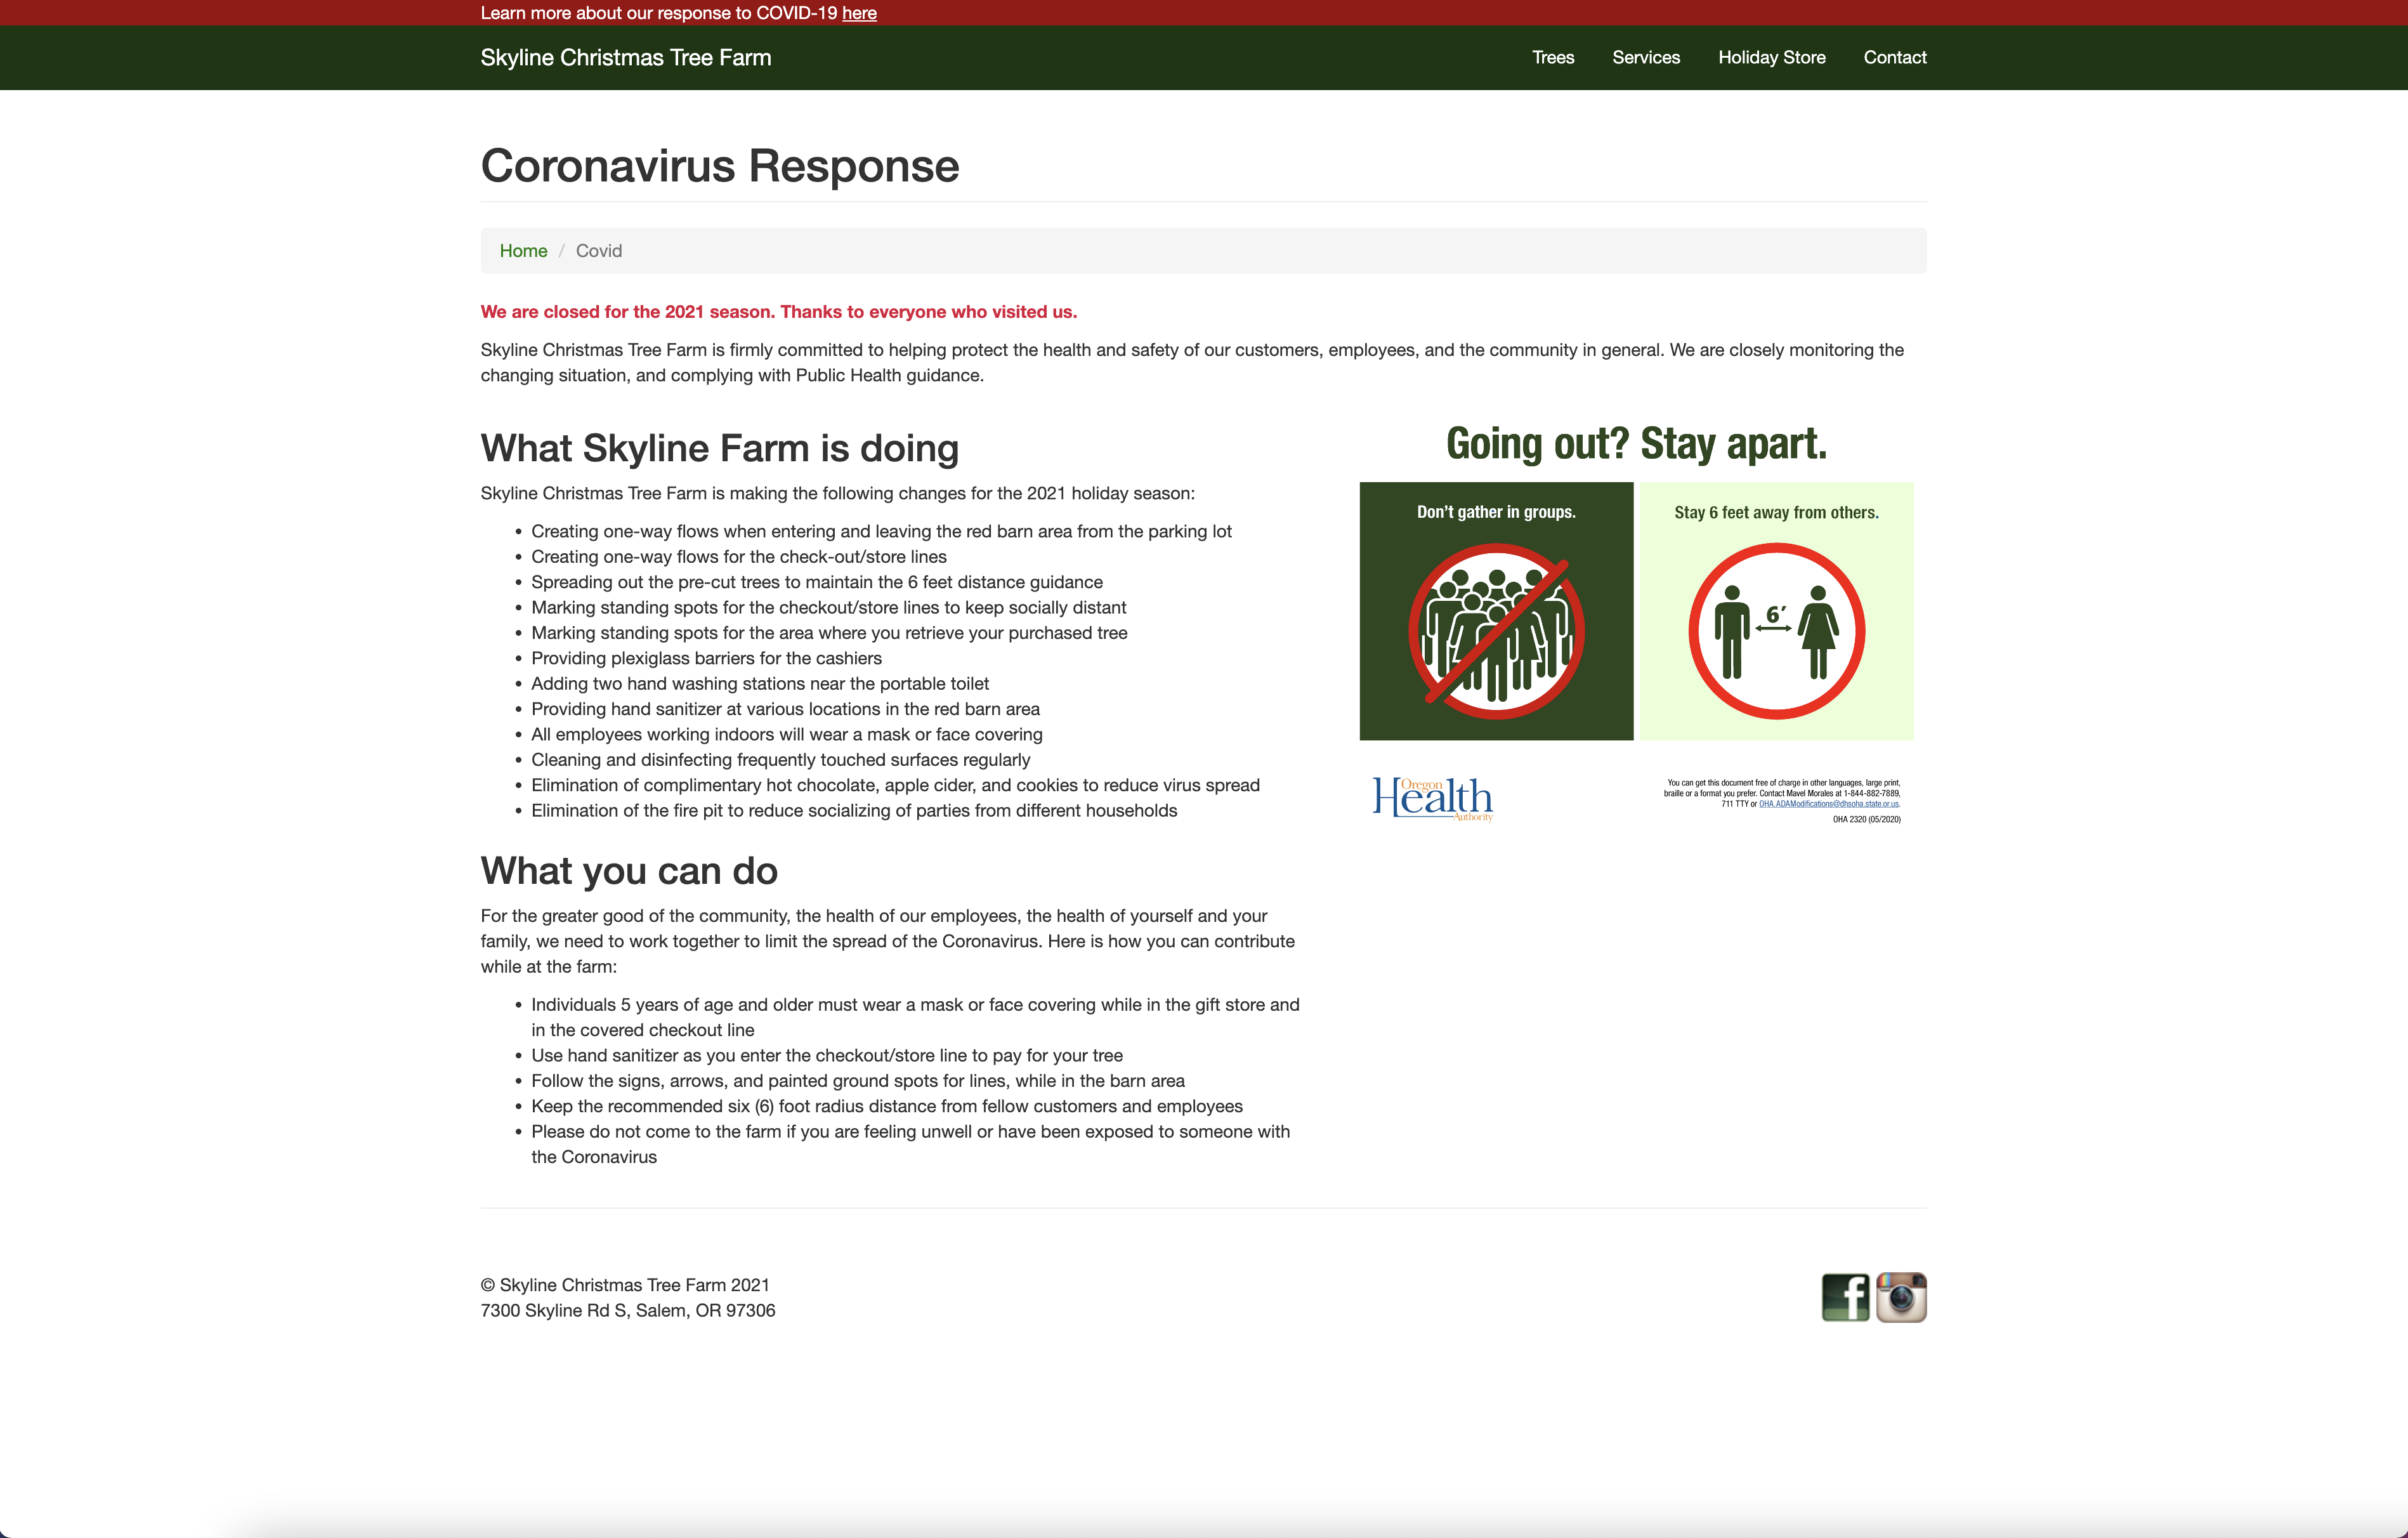 Learn more about our response to COVID-19 here
Skyline Christmas Tree Farm
Trees
Services
Holiday Store
Contact
Coronavirus Response
Home / Covid
We are closed for the 2021 season. Thanks to everyone who visited us.
Skyline Christmas Tree Farm is firmly committed to helping protect the health and safety of our customers, employees, and the community in general. We are closely monitoring the
changing situation, and complying with Public Health guidance.
What Skyline Farm is doing
Skyline Christmas Tree Farm is making the following changes for the 2021 holiday season:
• Creating one-way flows when entering and leaving the red barn area from the parking lot
• Creating one-way flows for the check-out/store lines
• Spreading out the pre-cut trees to maintain the 6 feet distance guidance
• Marking standing spots for the checkout/store lines to keep socially distant
• Marking standing spots for the area where you retrieve your purchased tree
• Providing plexiglass barriers for the cashiers
• Adding two hand washing stations near the portable toilet
• Providing hand sanitizer at various locations in the red barn area
• All employees working indoors will wear a mask or face covering
• Cleaning and disinfecting frequently touched surfaces regularly
• Elimination of complimentary hot chocolate, apple cider, and cookies to reduce virus spread
• Elimination of the fire pit to reduce socializing of parties from different households
Going out? Stay apart.
Don't gather in groups.
Stay 6 feet away from others.
6'
Oregon
Health
Authority
You can get this document free of charge in other languages, large print,
braille or a format you prefer. Contact Mavel Morales at 1-844-882-7889,
711 TTY or OHA.ADAModifications@dhsoha.state.or.us.
OHA 2320 (05/2020)
What you can do
For the greater good of the community, the health of our employees, the health of yourself and your
family, we need to work together to limit the spread of the Coronavirus. Here is how you can contribute
while at the farm:
• Individuals 5 years of age and older must wear a mask or face covering while in the gift store and
in the covered checkout line
• Use hand sanitizer as you enter the checkout/store line to pay for your tree
• Follow the signs, arrows, and painted ground spots for lines, while in the barn area
• Keep the recommended six (6) foot radius distance from fellow customers and employees
• Please do not come to the farm if you are feeling unwell or have been exposed to someone with
the Coronavirus
© Skyline Christmas Tree Farm 2021
7300 Skyline Rd S, Salem, OR 97306
f